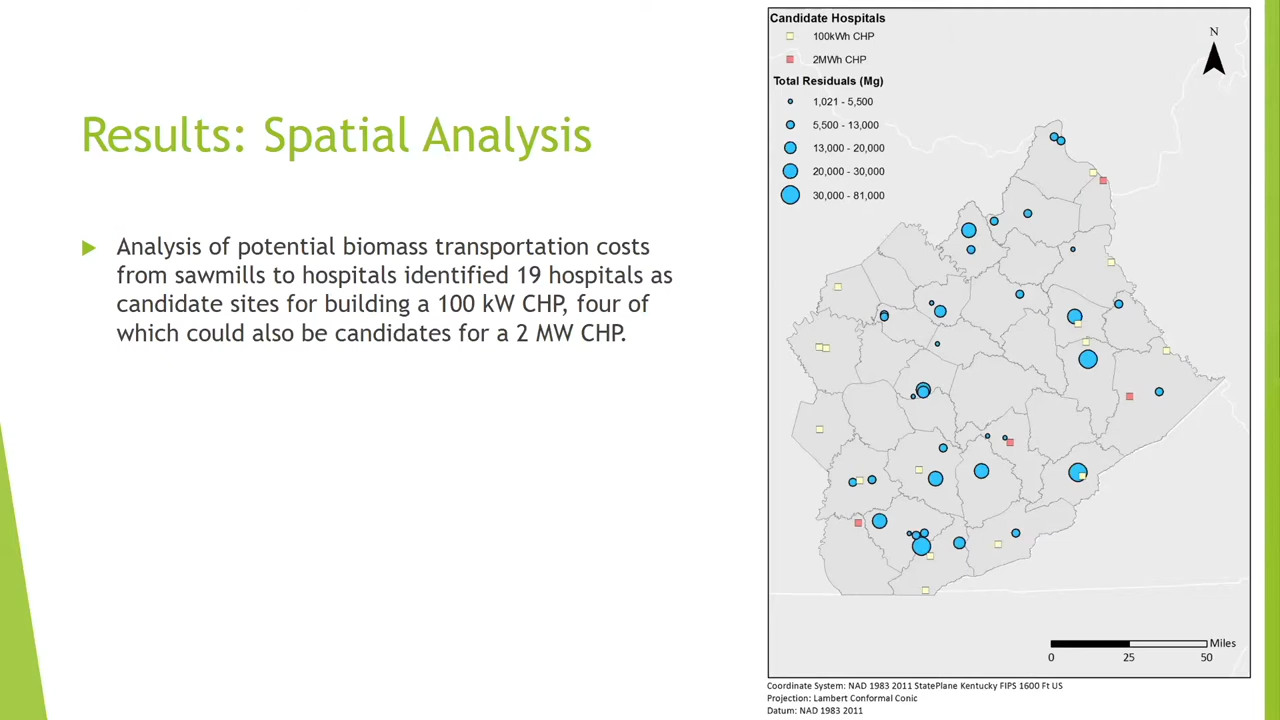 Results: Spatial Analysis
Analysis of potential biomass transportation costs
from sawmills to hospitals identified 19 hospitals as
candidate sites for building a 100 kW CHP, four of
which could also be candidates for a 2 MW CHP.
Candidate Hospitals
100kWh CHP
2MWh CHP
Total Residuals (Mg)
1,021 - 5,500
5,500 - 13,000
13,000 - 20,000
20,000 - 30,000
30,000 - 81,000
N
Miles
0 25 50
Coordinate System: NAD 1983 2011 StatePlane Kentucky FIPS 1600 Ft US
Projection: Lambert Conformal Conic
Datum: NAD 1983 2011